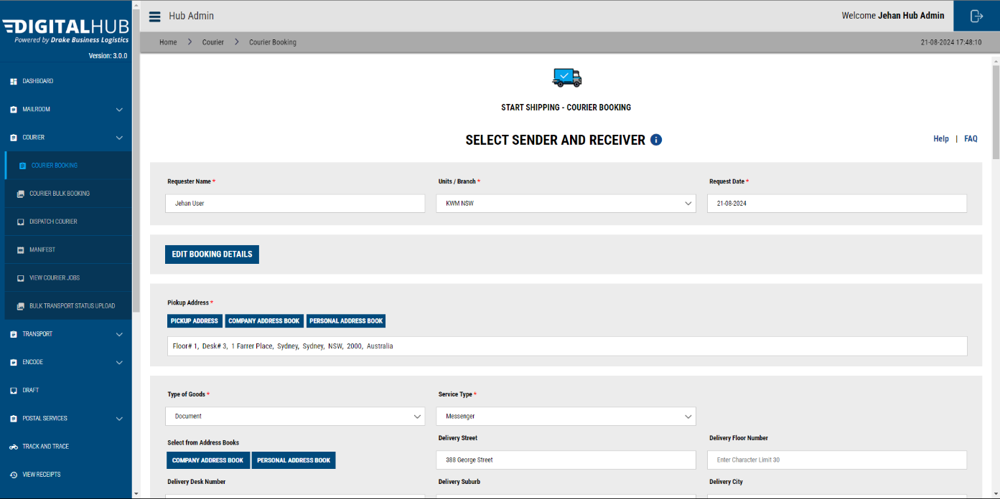 DIGITALHUB
Powered by Drake Business Logistics
Version: 3.0.0
DASHBOARD
MAILROOM
COURIER
COURIER BOOKING
COURIER BULK BOOKING
DISPATCH COURIER
MANIFEST
VIEW COURIER JOBS
BULK TRANSPORT STATUS UPLOAD
TRANSPORT
ENCODE
DRAFT
POSTAL SERVICES
TRACK AND TRACE
VIEW RECEIPTS
Hub Admin
Welcome Jehan Hub Admin
Home > Courier > Courier Booking
21-08-2024 17:48:10
START SHIPPING - COURIER BOOKING
SELECT SENDER AND RECEIVER i
Help | FAQ
Requester Name * Units / Branch * Request Date *
Jehan User KWM NSW 21-08-2024
EDIT BOOKING DETAILS
Pickup Address *
PICKUP ADDRESS COMPANY ADDRESS BOOK PERSONAL ADDRESS BOOK
Floor# 1, Desk# 3, 1 Farrer Place, Sydney, Sydney, NSW, 2000, Australia
Type of Goods * Service Type *
Document Messenger
Select from Address Books Delivery Street Delivery Floor Number
COMPANY ADDRESS BOOK PERSONAL ADDRESS BOOK 388 George Street Enter Character Limit 30
Delivery Desk Number Delivery Suburb Delivery City